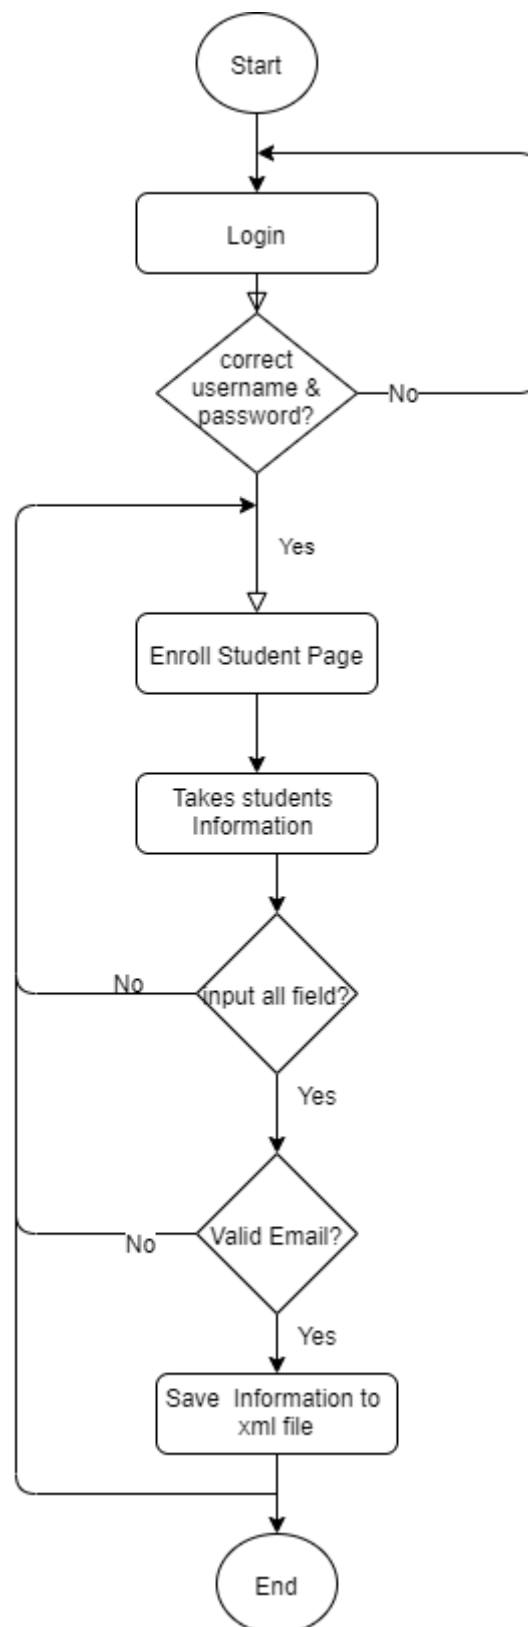 Start
Login
correct
username &
password?
No
Yes
Enroll Student Page
Takes students
Information
input all field?
No
Yes
Valid Email?
No
Yes
Save Information to
xml file
End